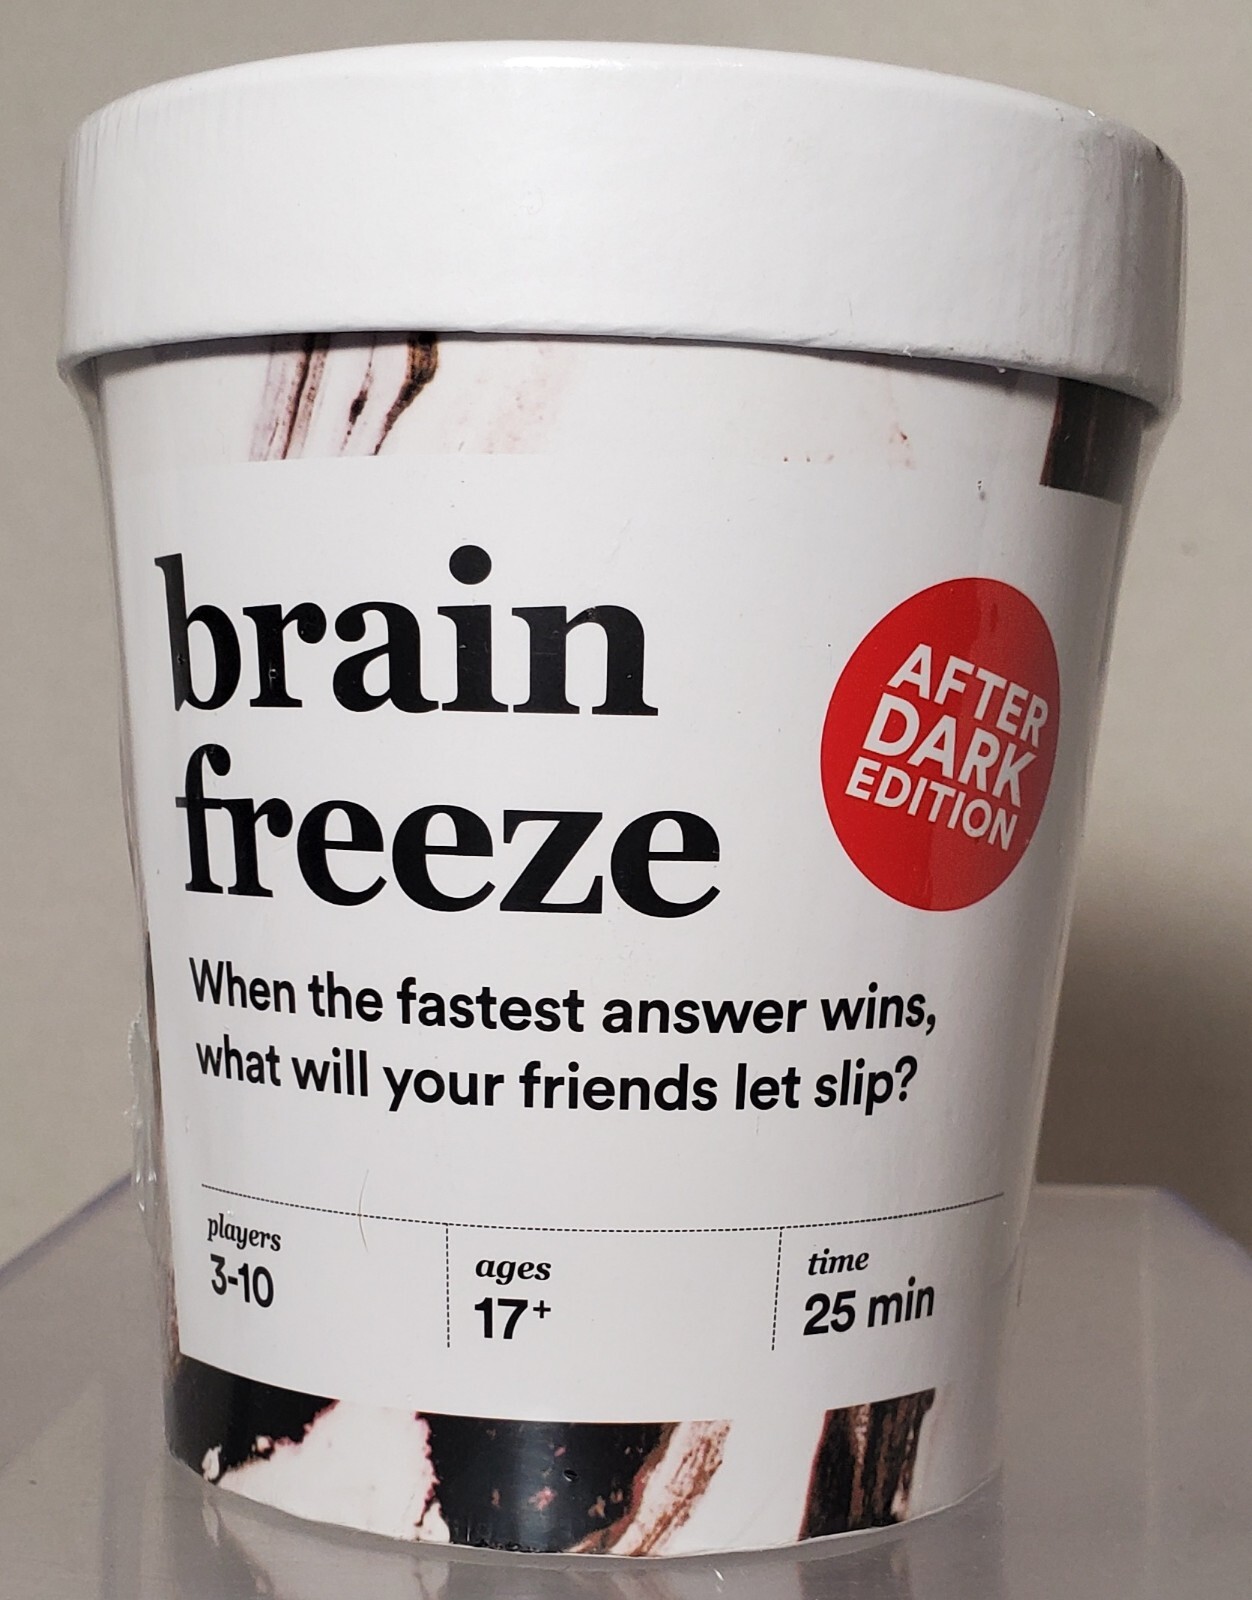 brain
freeze
AFTER
DARK
EDITION
When the fastest answer wins,
what will your friends let slip?
players
3-10
ages
17+
time
25 min